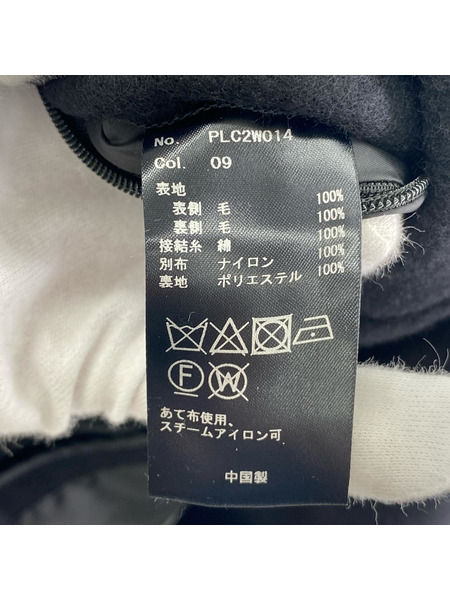 No. PLC2W014
Col. 09
表地
表側 毛 100%
裏側 毛 100%
接結糸 綿 100%
別布 ナイロン 100%
裏地 ポリエステル 100%
F W
あて布使用、
スチームアイロン可
中国製